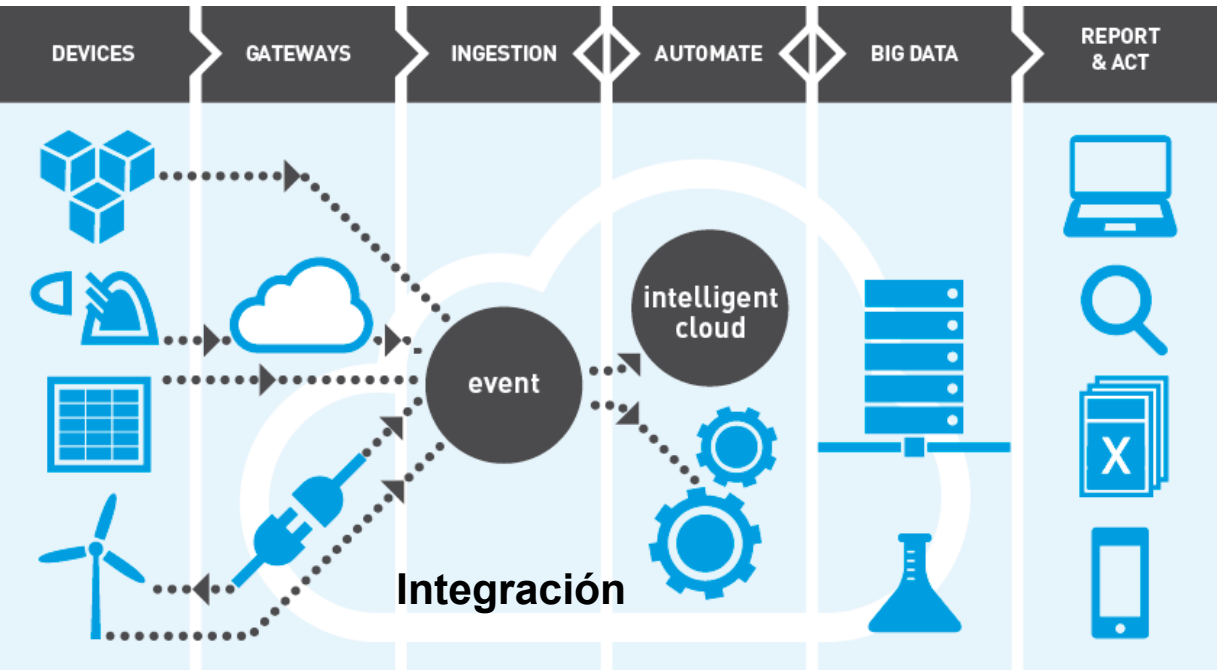 DEVICES
GATEWAYS
INGESTION
AUTOMATE
BIG DATA
REPORT
& ACT
intelligent
cloud
event
X
Integración